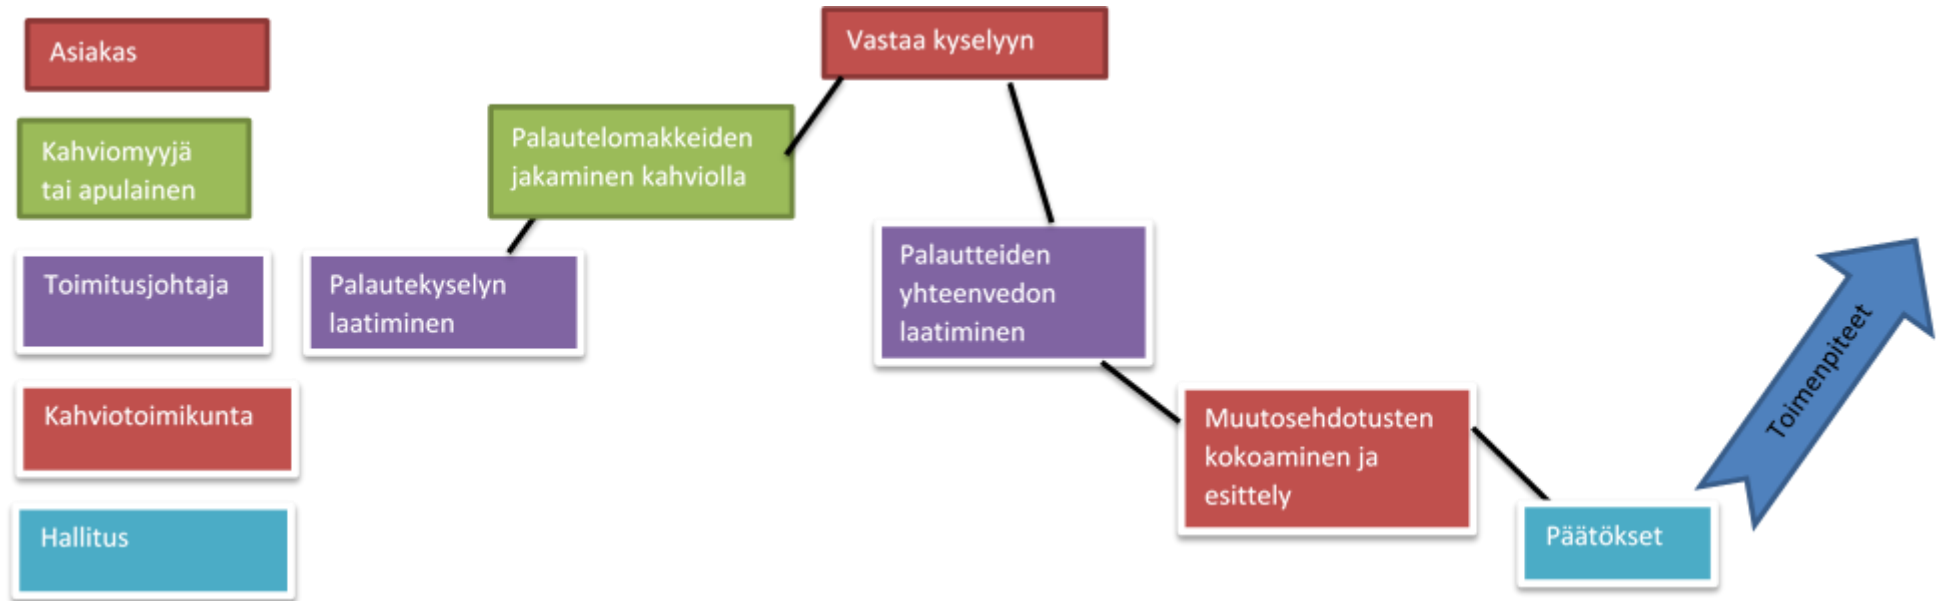 Asiakas
Kahviomyyjä
tai apulainen
Toimitusjohtaja
Kahviotoimikunta
Hallitus
Palautekyselyn
laatiminen
Palautelomakkeiden
jakaminen kahviolla
Vastaa kyselyyn
Palautteiden
yhteenvedon
laatiminen
Muutosehdotusten
kokoaminen ja
esittely
Päätökset
Toimenpiteet